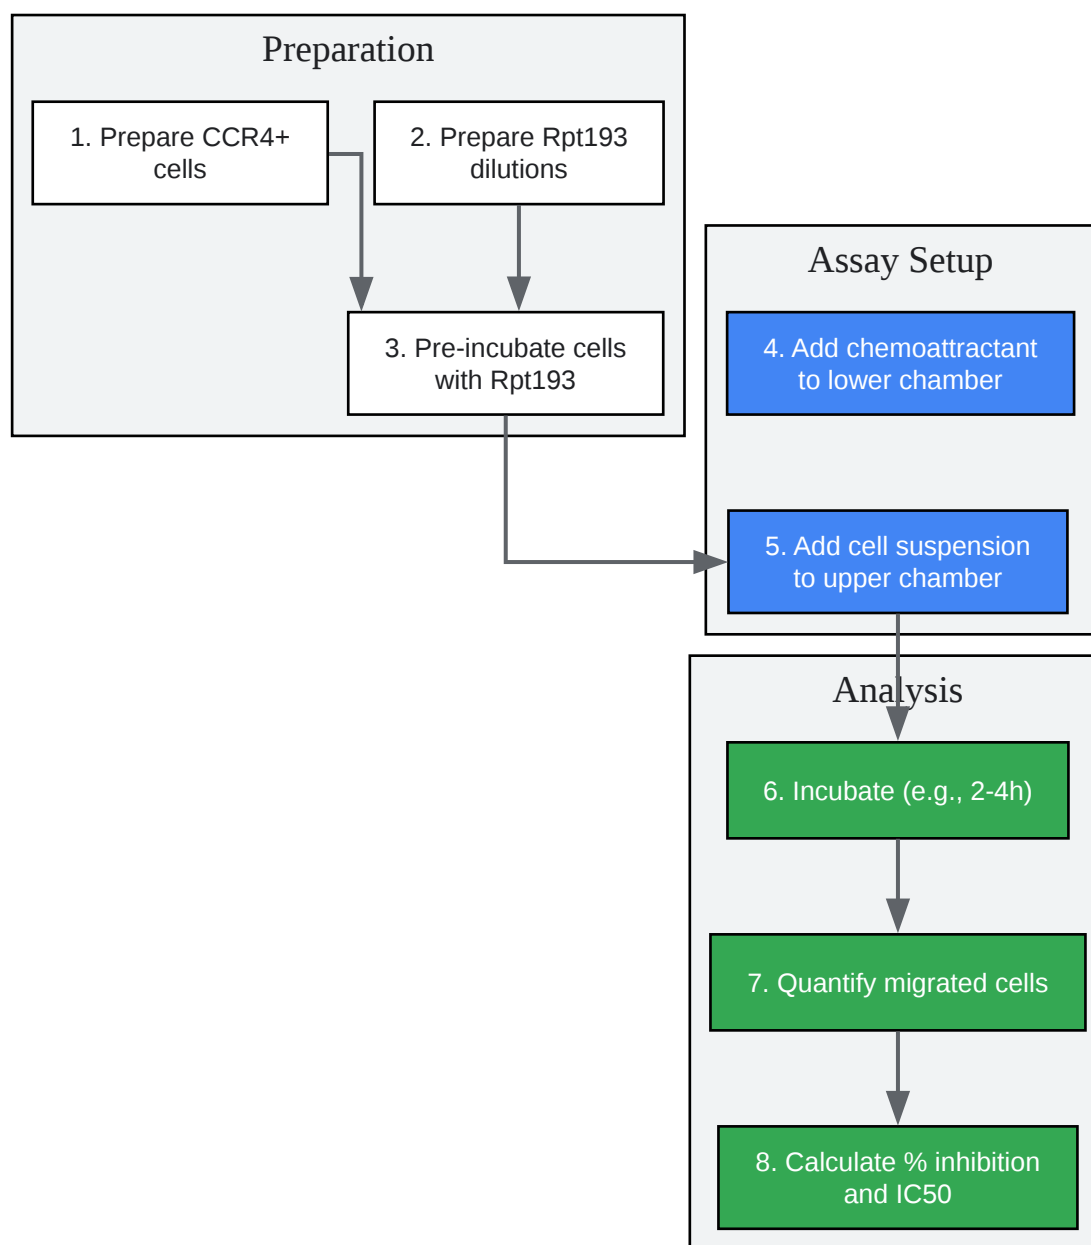 Preparation
1. Prepare CCR4+
cells
2. Prepare Rpt193
dilutions
3. Pre-incubate cells
with Rpt193
Assay Setup
4. Add chemoattractant
to lower chamber
5. Add cell suspension
to upper chamber
Analysis
6. Incubate (e.g., 2-4h)
7. Quantify migrated cells
8. Calculate % inhibition
and IC50